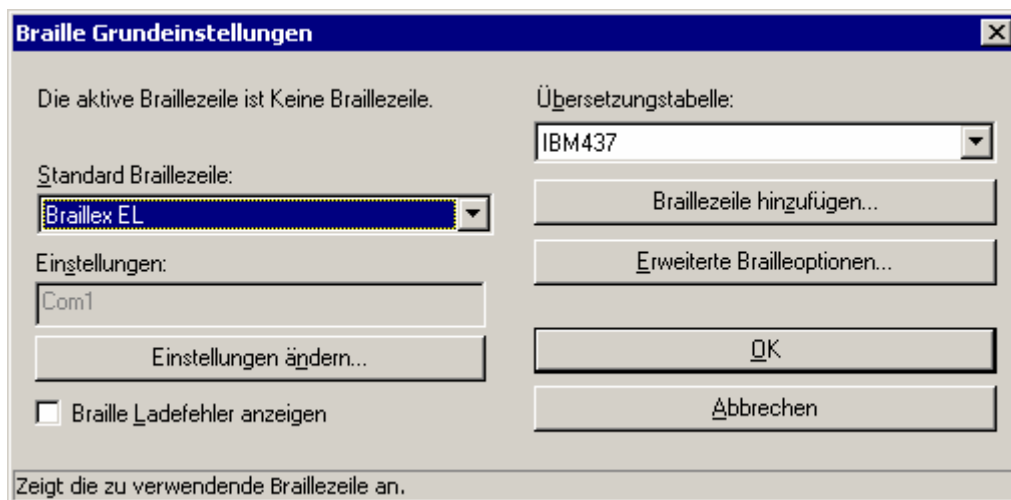 Braille Grundeinstellungen
Die aktive Braillezeile ist Keine Braillezeile.
Standard Braillezeile:
Braillex EL
Einstellungen:
Com1
Einstellungen ändern...
Braille Ladefehler anzeigen
Übersetzungstabelle:
IBM437
Braillezeile hinzufügen...
Erweiterte Brailleoptionen...
OK
Abbrechen
Zeigt die zu verwendende Braillezeile an.